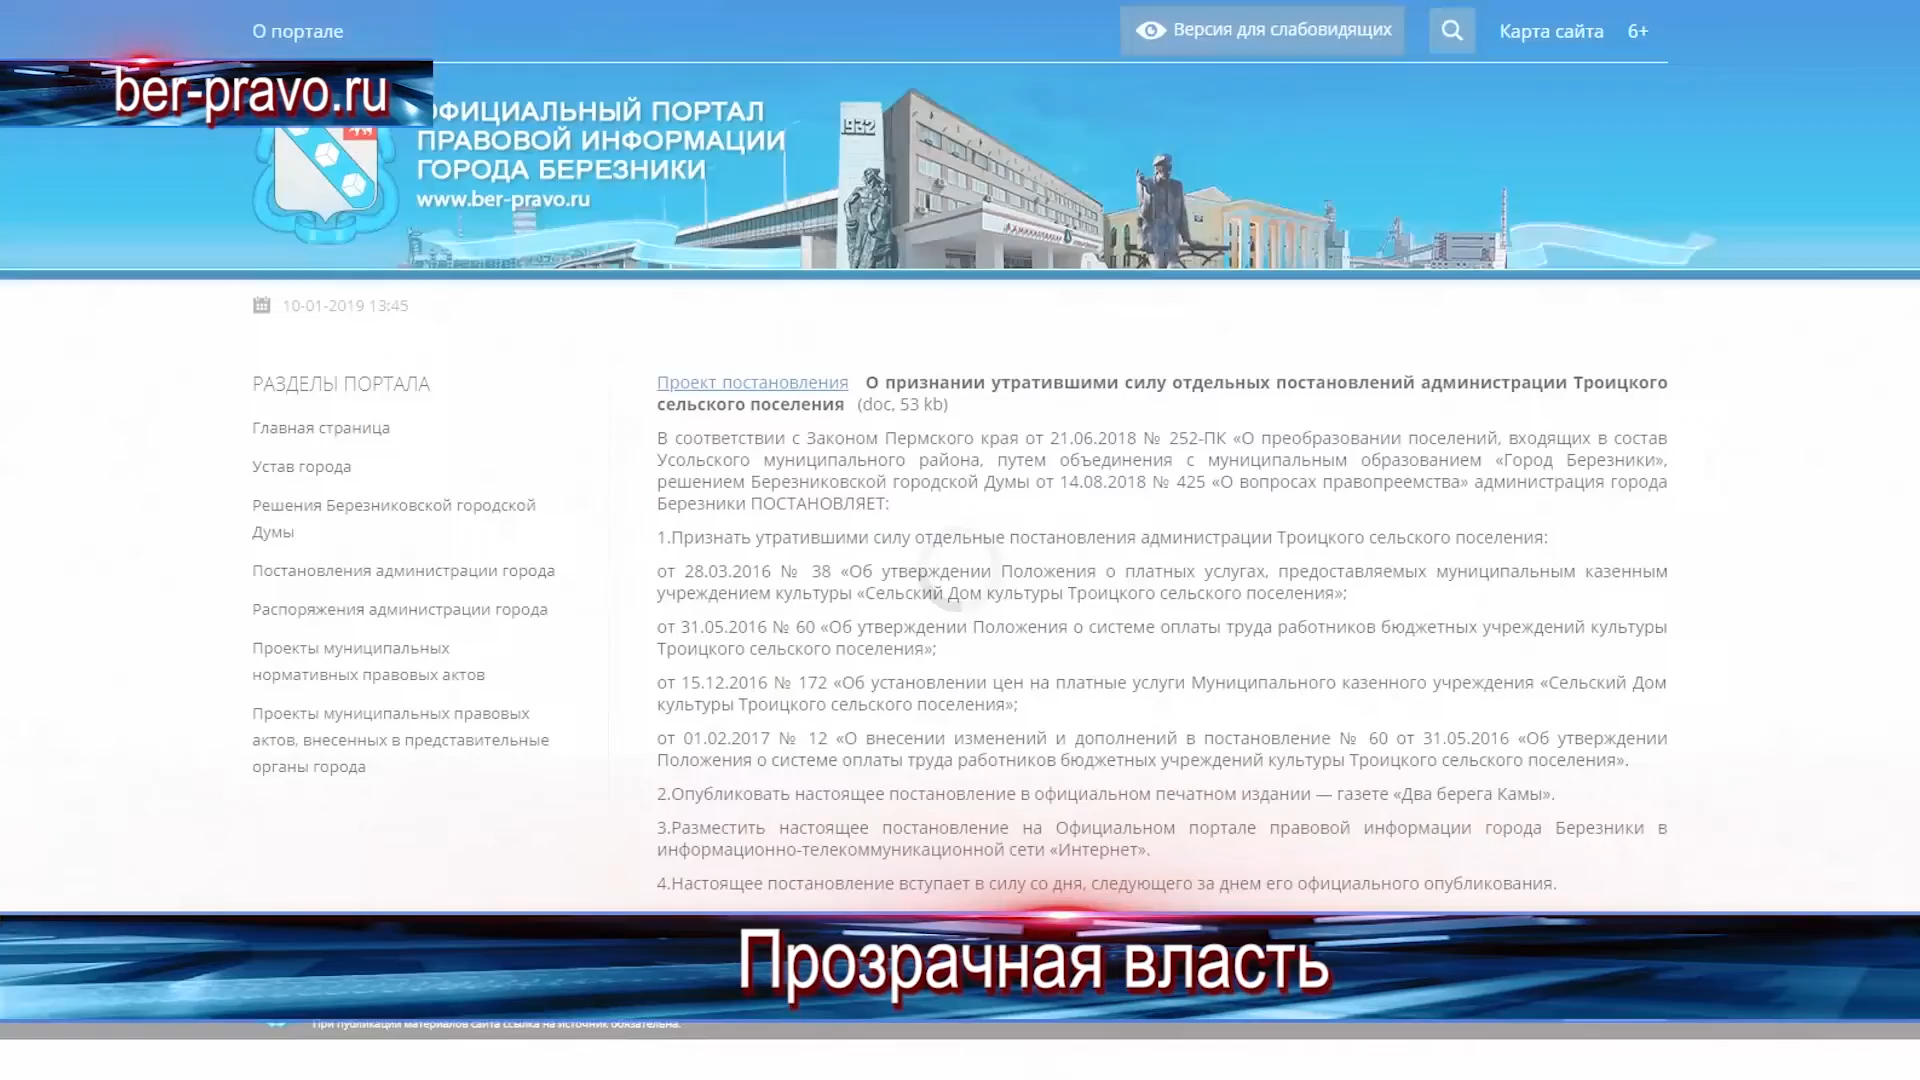 О портале
Версия для слабовидящих
Карта сайта
6+
ber-pravo.ru
ОФИЦИАЛЬНЫЙ ПОРТАЛ
ПРАВОВОЙ ИНФОРМАЦИИ
ГОРОДА БЕРЕЗНИКИ
www.ber-pravo.ru
1932
10-01-2019 13:45
РАЗДЕЛЫ ПОРТАЛА
Главная страница
Устав города
Решения Березниковской городской
Думы
Постановления администрации города
Распоряжения администрации города
Проекты муниципальных
нормативных правовых актов
Проекты муниципальных правовых
актов, внесенных в представительные
органы города
Проект постановления О признании утратившими силу отдельных постановлений администрации Троицкого
сельского поселения (doc, 53 kb)
В соответствии с Законом Пермского края от 21.06.2018 № 252-ПК «О преобразовании поселений, входящих в состав
Усольского муниципального района, путем объединения с муниципальным образованием «Город Березники»,
решением Березниковской городской Думы от 14.08.2018 № 425 «О вопросах правопреемства» администрация города
Березники ПОСТАНОВЛЯЕТ:
1.Признать утратившими силу отдельные постановления администрации Троицкого сельского поселения:
от 28.03.2016 № 38 «Об утверждении Положения о платных услугах, предоставляемых муниципальным казенным
учреждением культуры «Сельский Дом культуры Троицкого сельского поселения»;
от 31.05.2016 № 60 «Об утверждении Положения о системе оплаты труда работников бюджетных учреждений культуры
Троицкого сельского поселения»;
от 15.12.2016 № 172 «Об установлении цен на платные услуги Муниципального казенного учреждения «Сельский Дом
культуры Троицкого сельского поселения»;
от 01.02.2017 № 12 «О внесении изменений и дополнений в постановление № 60 от 31.05.2016 «Об утверждении
Положения о системе оплаты труда работников бюджетных учреждений культуры Троицкого сельского поселения».
2.Опубликовать настоящее постановление в официальном печатном издании — газете «Два берега Камы».
3.Разместить настоящее постановление на Официальном портале правовой информации города Березники в
информационно-телекоммуникационной сети «Интернет».
4.Настоящее постановление вступает в силу со дня, следующего за днем его официального опубликования.
Прозрачная власть
При публикации материалов сайта ссылка на источник обязательна.